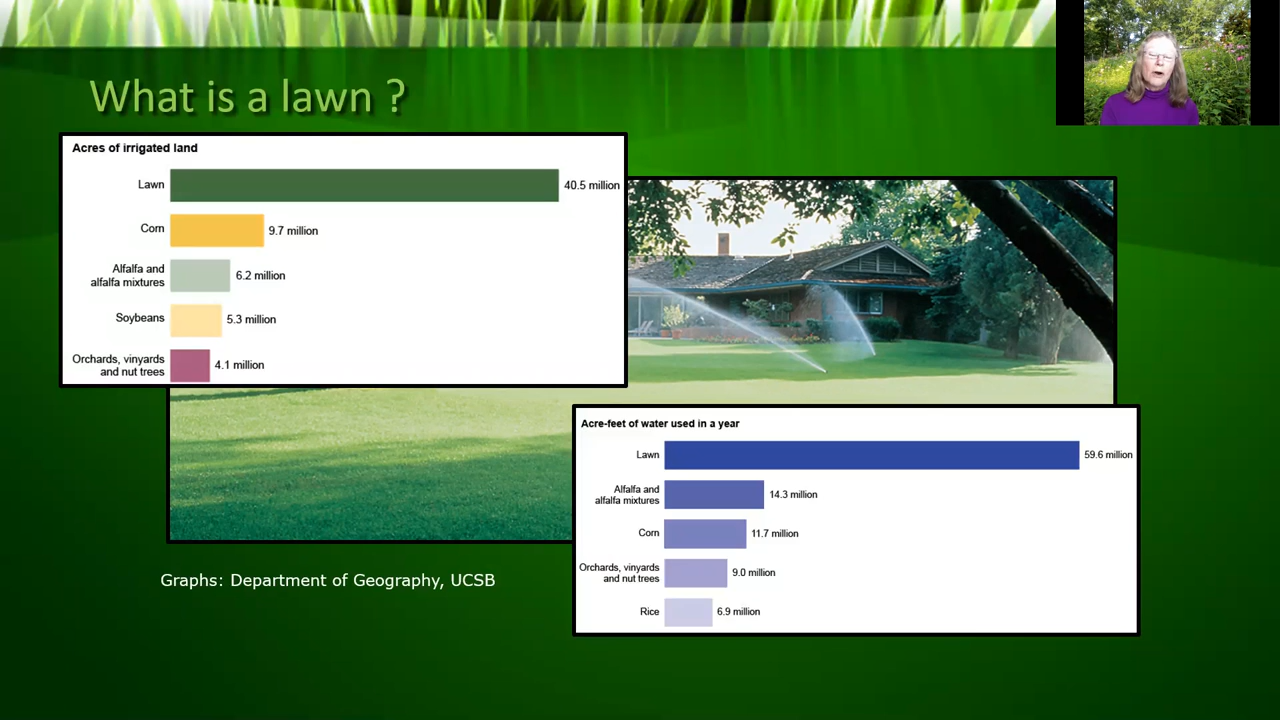 What is a lawn ?
Acres of irrigated land
Lawn 40.5 million
Corn 9.7 million
Alfalfa and
alfalfa mixtures 6.2 million
Soybeans 5.3 million
Orchards, vinyards
and nut trees 4.1 million
Acre-feet of water used in a year
Lawn 59.6 million
Alfalfa and
alfalfa mixtures 14.3 million
Corn 11.7 million
Orchards, vinyards
and nut trees 9.0 million
Rice 6.9 million
Graphs: Department of Geography, UCSB